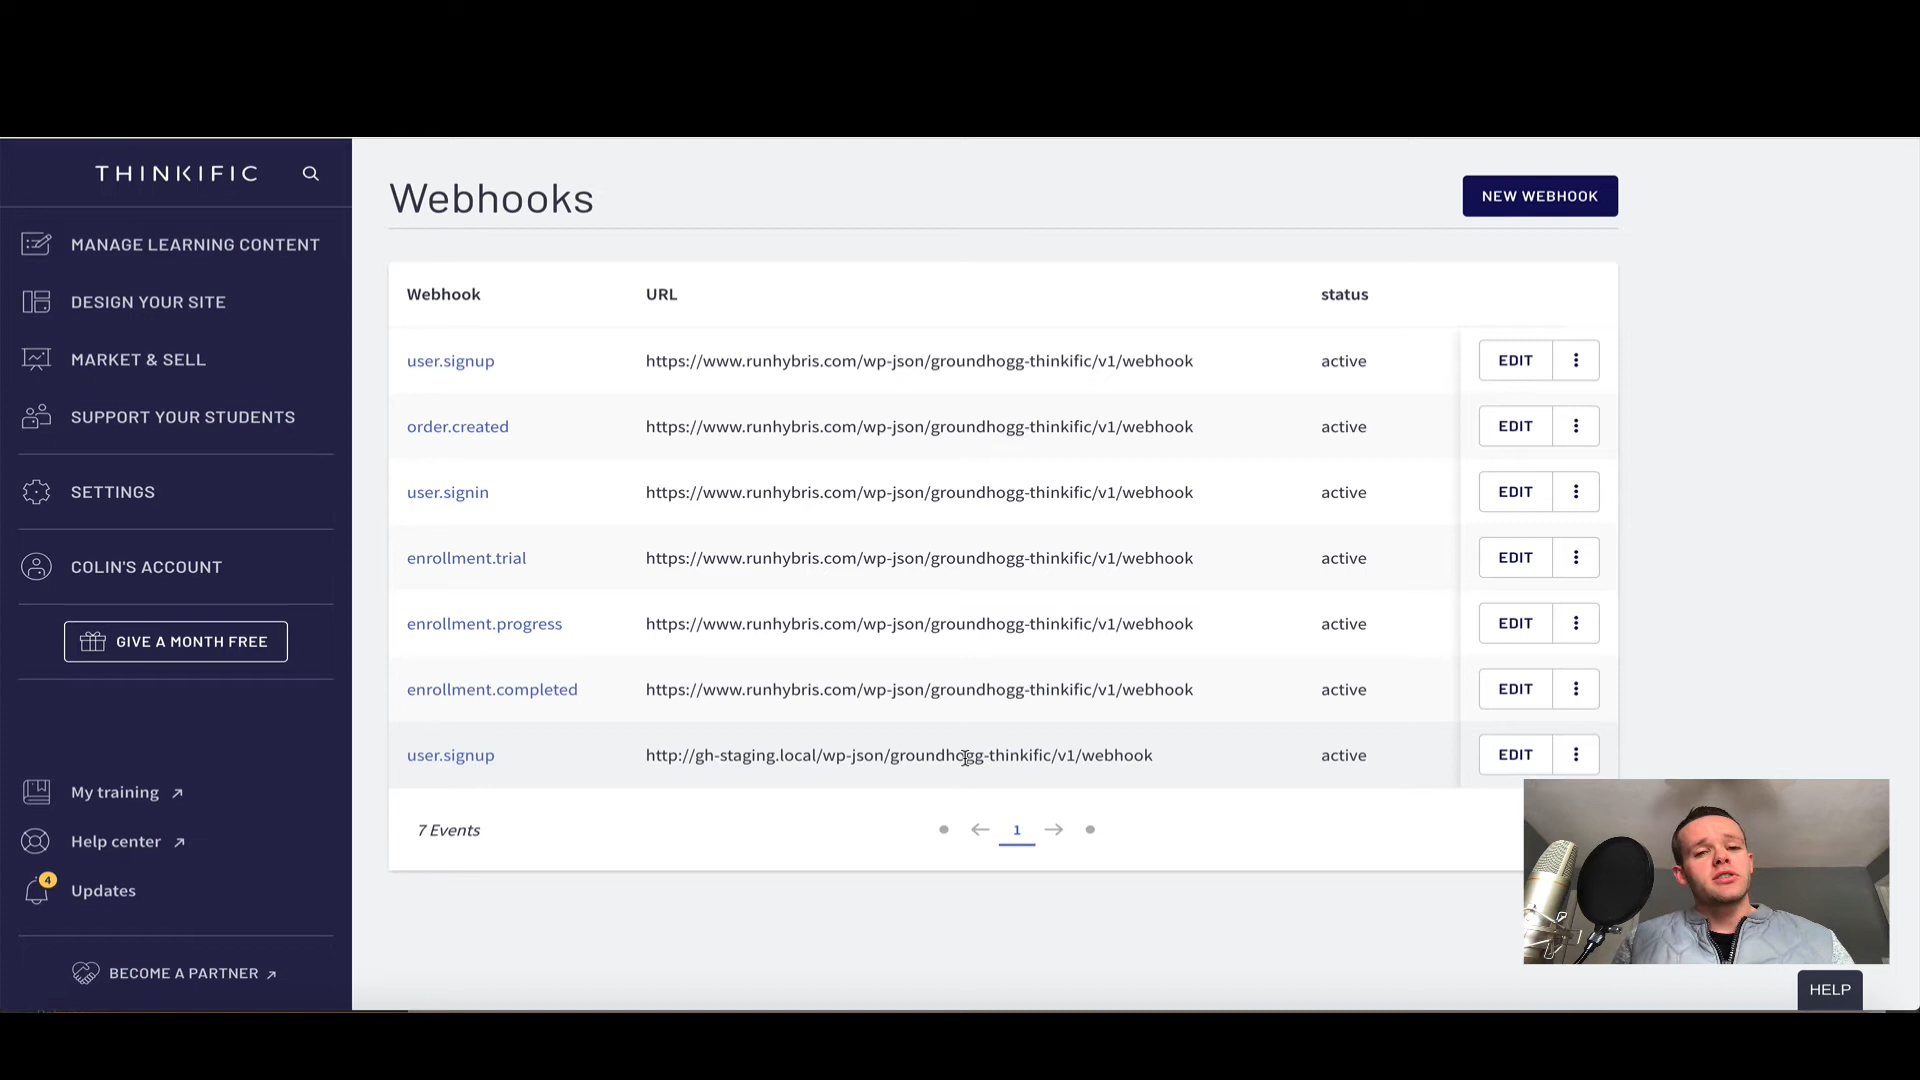 THINKIFIC
MANAGE LEARNING CONTENT
DESIGN YOUR SITE
MARKET & SELL
SUPPORT YOUR STUDENTS
SETTINGS
COLIN'S ACCOUNT
GIVE A MONTH FREE
My training
Help center
4
Updates
BECOME A PARTNER
Webhooks
NEW WEBHOOK
Webhook URL status
user.signup https://www.runhybris.com/wp-json/groundhogg-thinkific/v1/webhook active EDIT
order.created https://www.runhybris.com/wp-json/groundhogg-thinkific/v1/webhook active EDIT
user.signin https://www.runhybris.com/wp-json/groundhogg-thinkific/v1/webhook active EDIT
enrollment.trial https://www.runhybris.com/wp-json/groundhogg-thinkific/v1/webhook active EDIT
enrollment.progress https://www.runhybris.com/wp-json/groundhogg-thinkific/v1/webhook active EDIT
enrollment.completed https://www.runhybris.com/wp-json/groundhogg-thinkific/v1/webhook active EDIT
user.signup http://gh-staging.local/wp-json/groundhogg-thinkific/v1/webhook active EDIT
7 Events 1
HELP